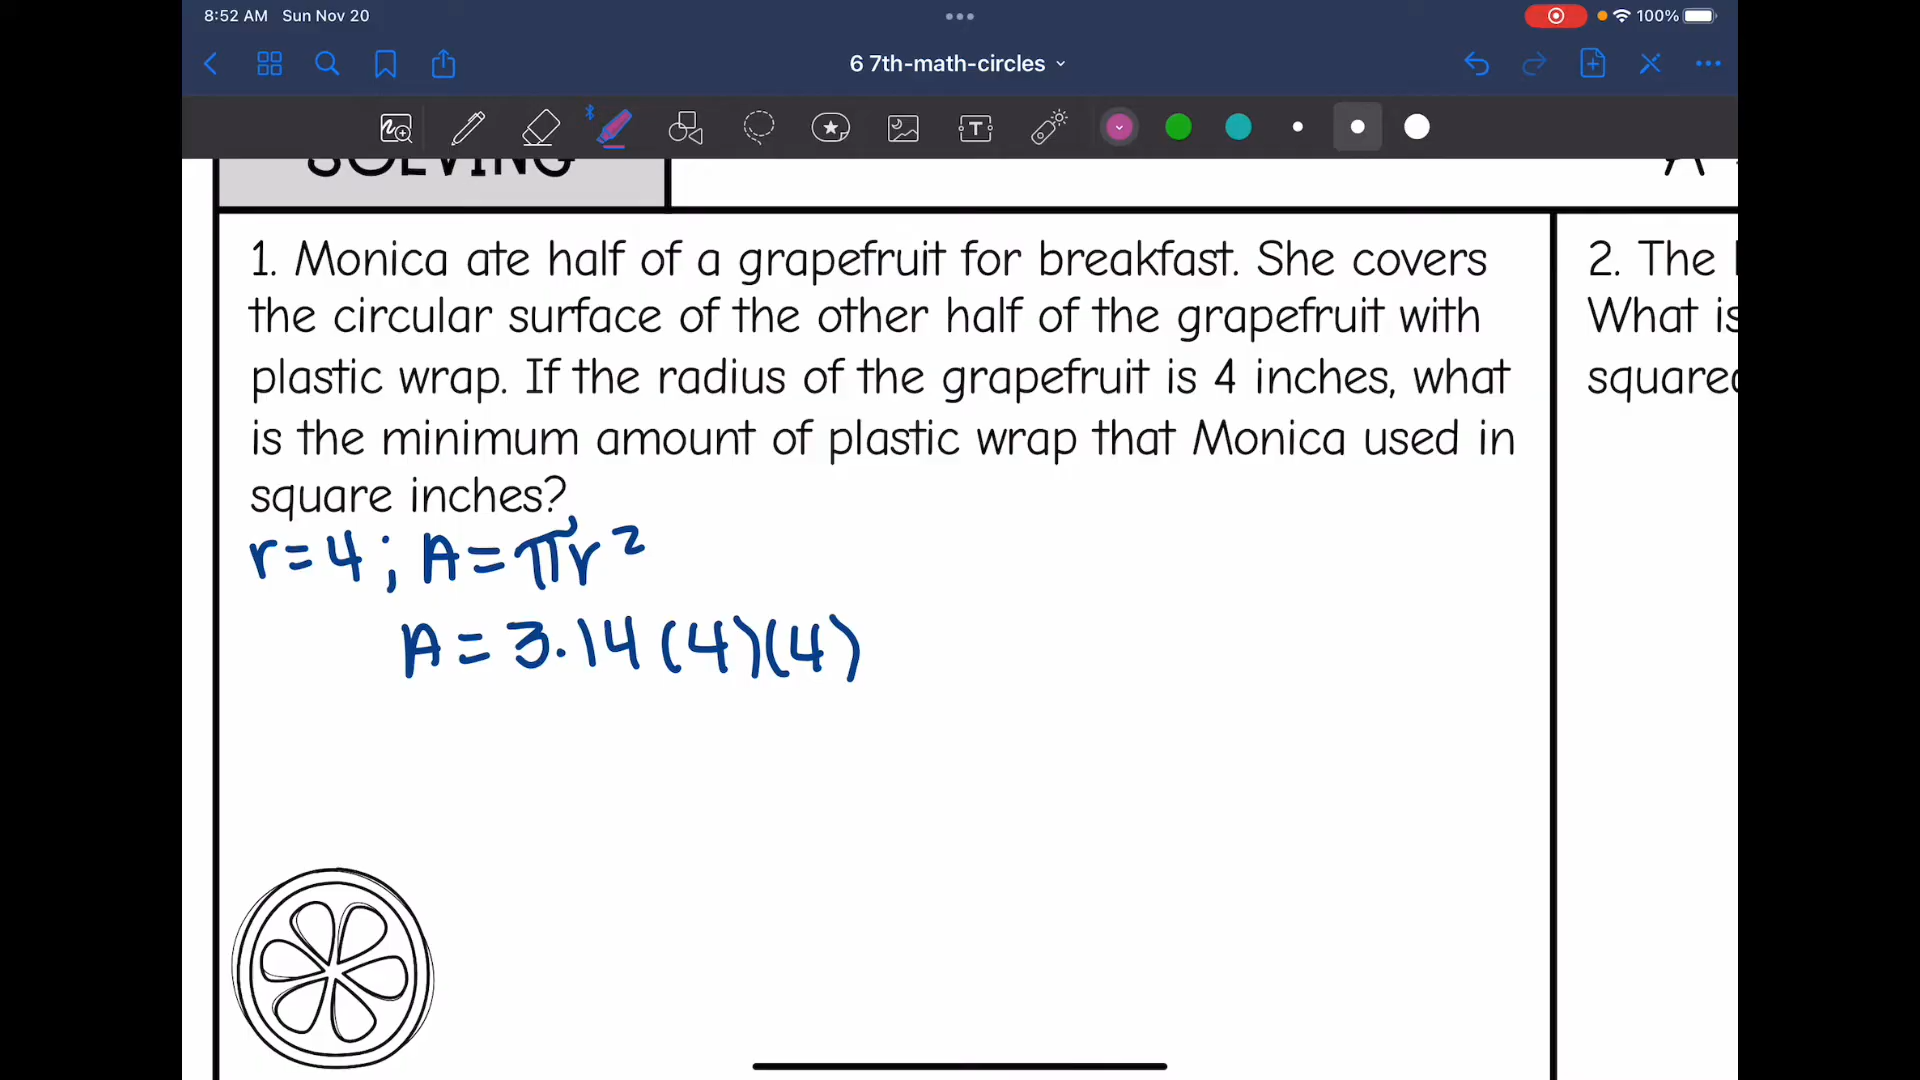 8:52 AM Sun Nov 20
100%
6 7th-math-circles
T
SOLVING
A
1. Monica ate half of a grapefruit for breakfast. She covers
the circular surface of the other half of the grapefruit with
plastic wrap. If the radius of the grapefruit is 4 inches, what
is the minimum amount of plastic wrap that Monica used in
square inches?
r=4; A=πr²
A=3.14(4)(4)
2. The
What is
squared